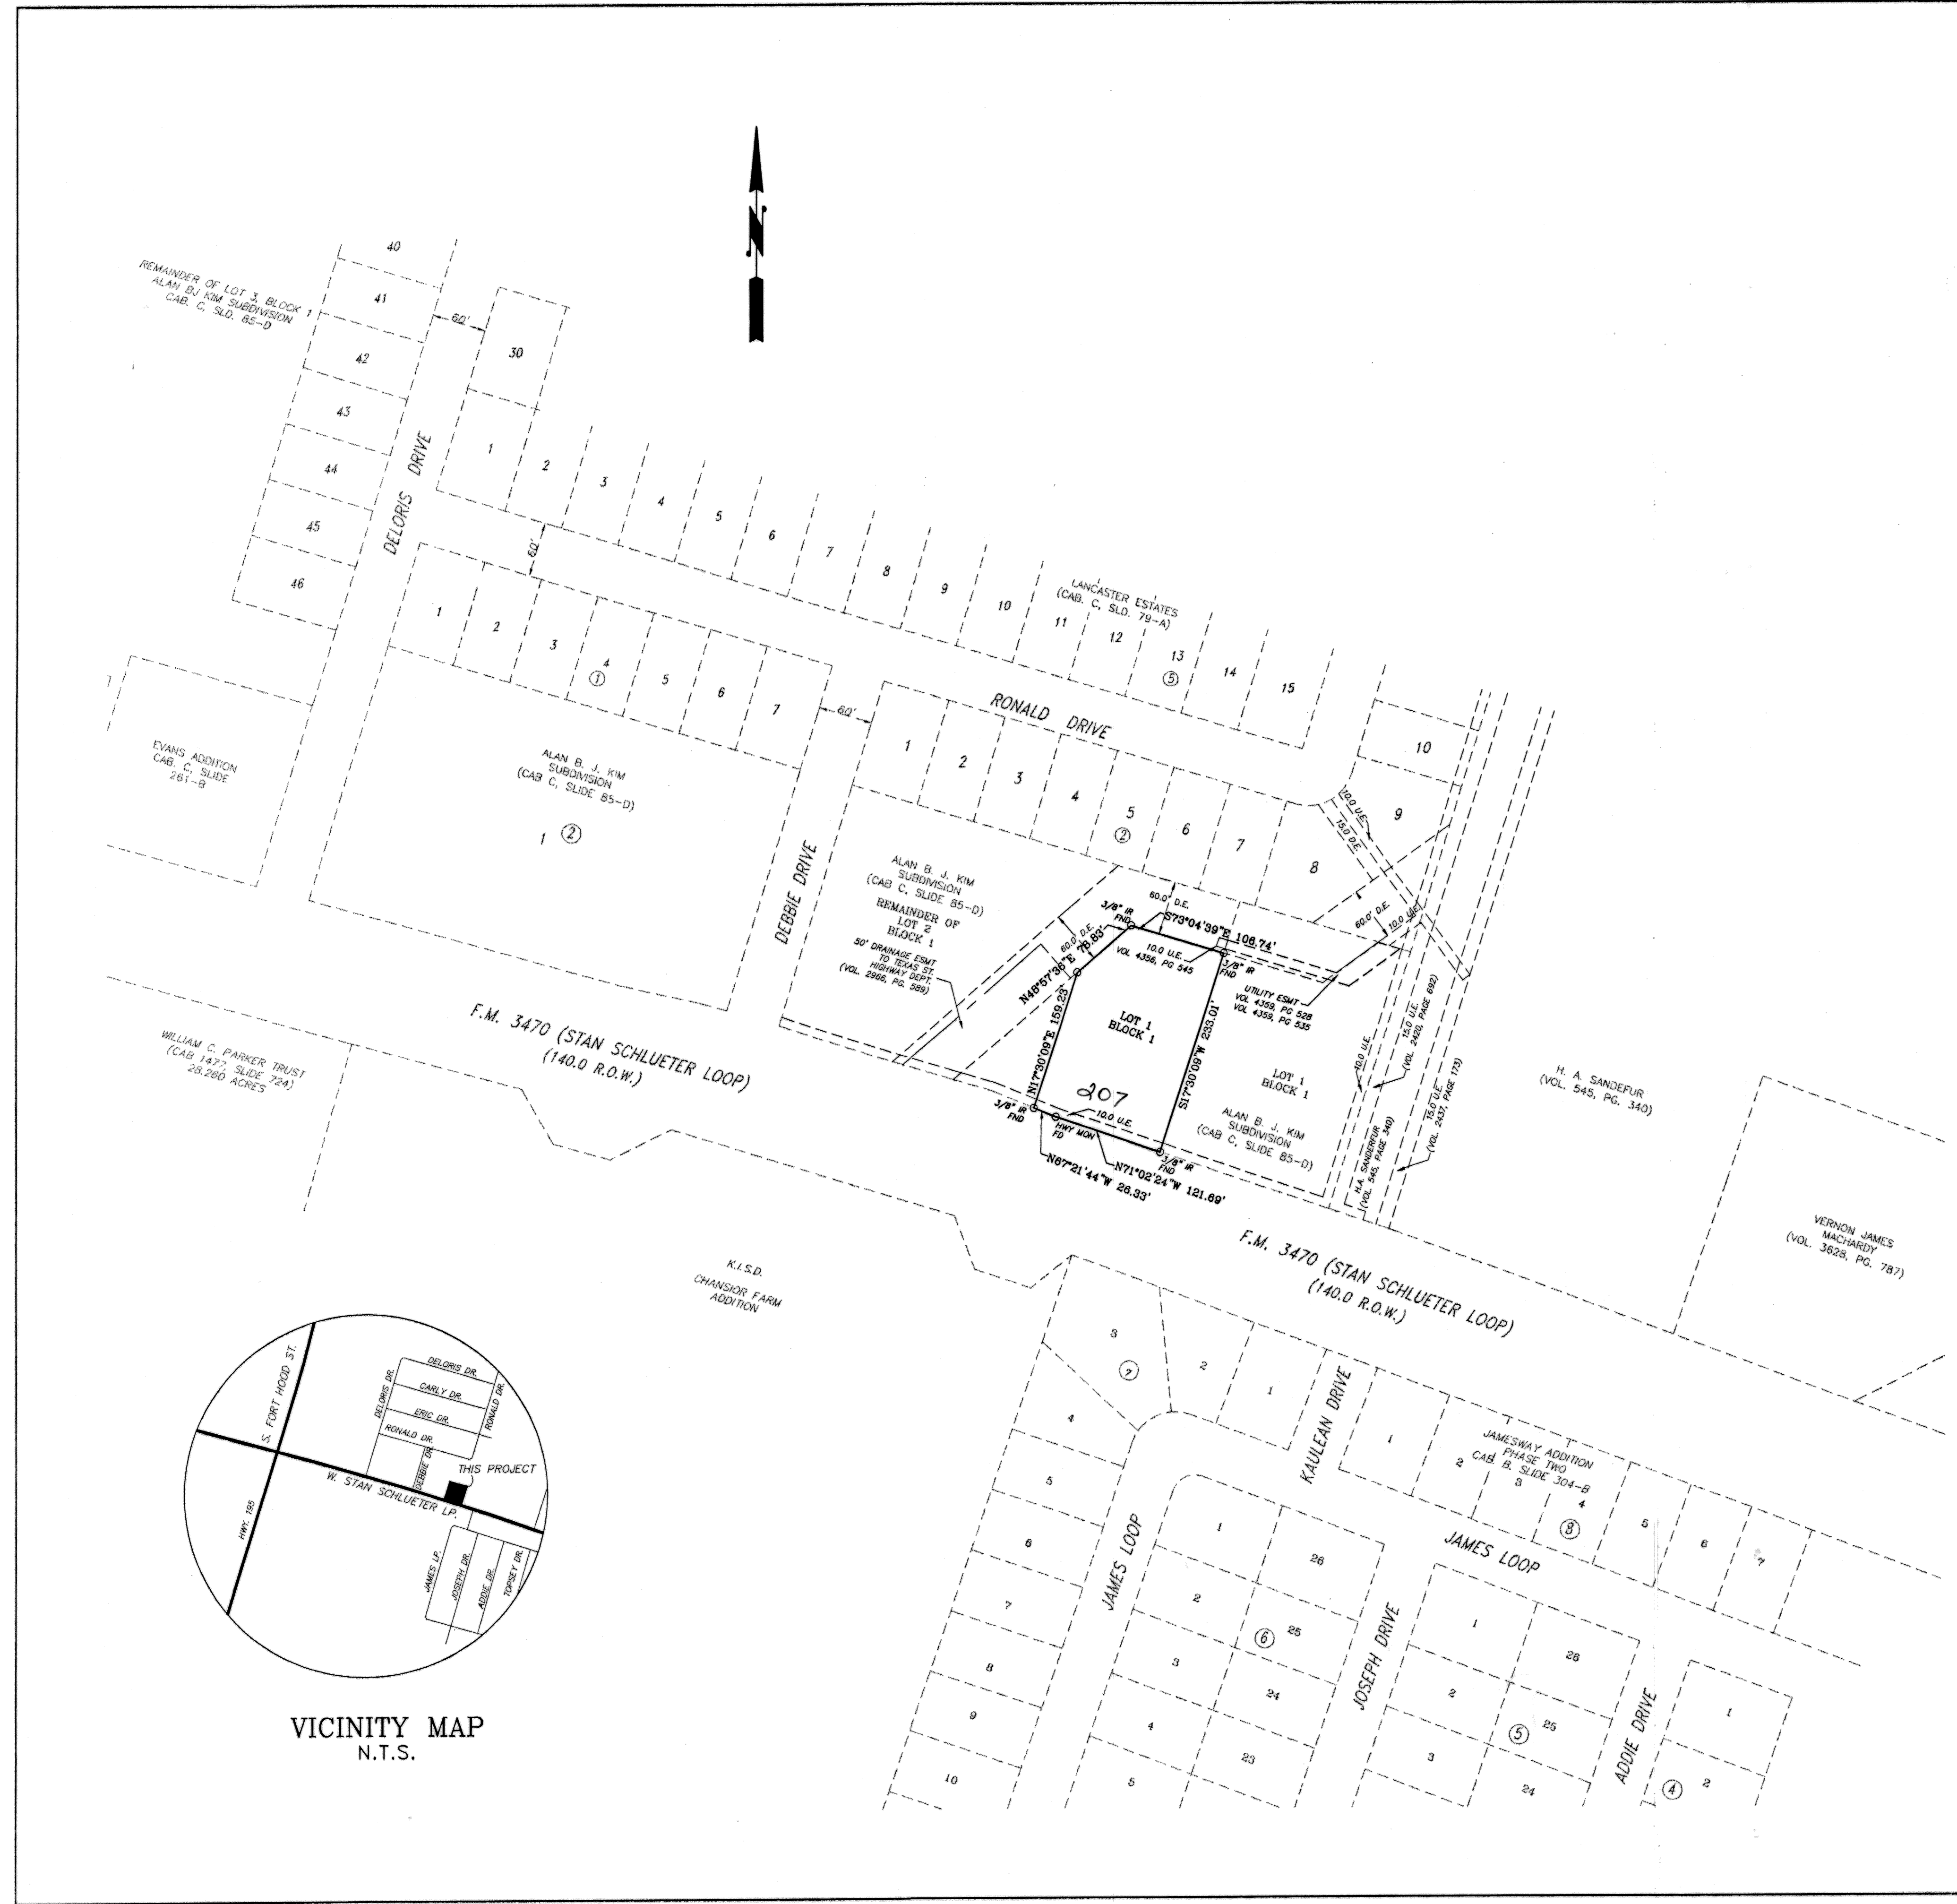 N
40
41
42
43
44
45
46
REMAINDER OF LOT 3, BLOCK 1
ALAN BJ KIM SUBDIVISION
CAB. C, SLD. 85-D
60'
30
DELORIS DRIVE
1
2
3
4
5
6
7
8
9
10
11
12
13
14
15
LANCASTER ESTATES
(CAB. C, SLD. 79-A)
5
60'
1
2
3
4
1
5
6
7
60'
RONALD DRIVE
1
2
3
4
5
2
6
7
8
9
10
10.0 U.E.
15.0 D.E.
EVANS ADDITION
CAB. C, SLIDE
261-B
ALAN B. J. KIM
SUBDIVISION
(CAB C, SLIDE 85-D)
1 2
DEBBIE DRIVE
ALAN B. J. KIM
SUBDIVISION
(CAB C, SLIDE 85-D)
REMAINDER OF
LOT 2
BLOCK 1
50' DRAINAGE ESMT
TO TEXAS ST.
HIGHWAY DEPT.
(VOL. 2966, PG. 589)
60.0' D.E.
60.0' D.E.
60.0' D.E.
10.0 U.E.
3/8" IR
FND
S73°04'39"E 106.74'
10.0 U.E.
VOL 4356, PG 545
3/8" IR
FND
N48°57'36"E 78.83'
N17°30'09"E 159.23'
S17°30'09"W 233.01'
UTILITY ESMT
VOL 4359, PG 528
VOL 4359, PG 535
LOT 1
BLOCK 1
207
10.0 U.E.
3/8" IR
FND
HWY MON
FD
3/8" IR
FND
N67°21'44"W 26.33'
N71°02'24"W 121.69'
LOT 1
BLOCK 1
ALAN B. J. KIM
SUBDIVISION
(CAB C, SLIDE 85-D)
10.0 U.E.
15.0 U.E.
(VOL. 2420, PAGE 692)
15.0 U.E.
(VOL. 2437, PAGE 173)
H.A. SANDERFUR
(VOL. 545, PAGE 340)
H. A. SANDEFUR
(VOL. 545, PG. 340)
VERNON JAMES
MACHARDY
(VOL. 3628, PG. 787)
F.M. 3470 (STAN SCHLUETER LOOP)
(140.0 R.O.W.)
WILLIAM C. PARKER TRUST
(CAB 1477, SLIDE 724)
28.260 ACRES
F.M. 3470 (STAN SCHLUETER LOOP)
(140.0 R.O.W.)
K.I.S.D.
CHANSIOR FARM
ADDITION
3
7
2
1
4
5
6
7
8
9
10
KAULEAN DRIVE
JAMES LOOP
1
2
3
4
8
5
6
7
JAMESWAY ADDITION
PHASE TWO
CAB. B, SLIDE 304-B
JAMES LOOP
1
26
2
25
6
3
24
4
23
5
JOSEPH DRIVE
1
26
2
25
5
3
24
ADDIE DRIVE
1
2
4
S. FORT HOOD ST.
HWY. 195
DELORIS DR.
DELORIS DR.
CARLY DR.
ERIC DR.
RONALD DR.
RONALD DR.
DEBBIE DR.
THIS PROJECT
W. STAN SCHLUETER LP.
JAMES LP.
JOSEPH DR.
ADDIE DR.
TOPSEY DR.
VICINITY MAP
N.T.S.